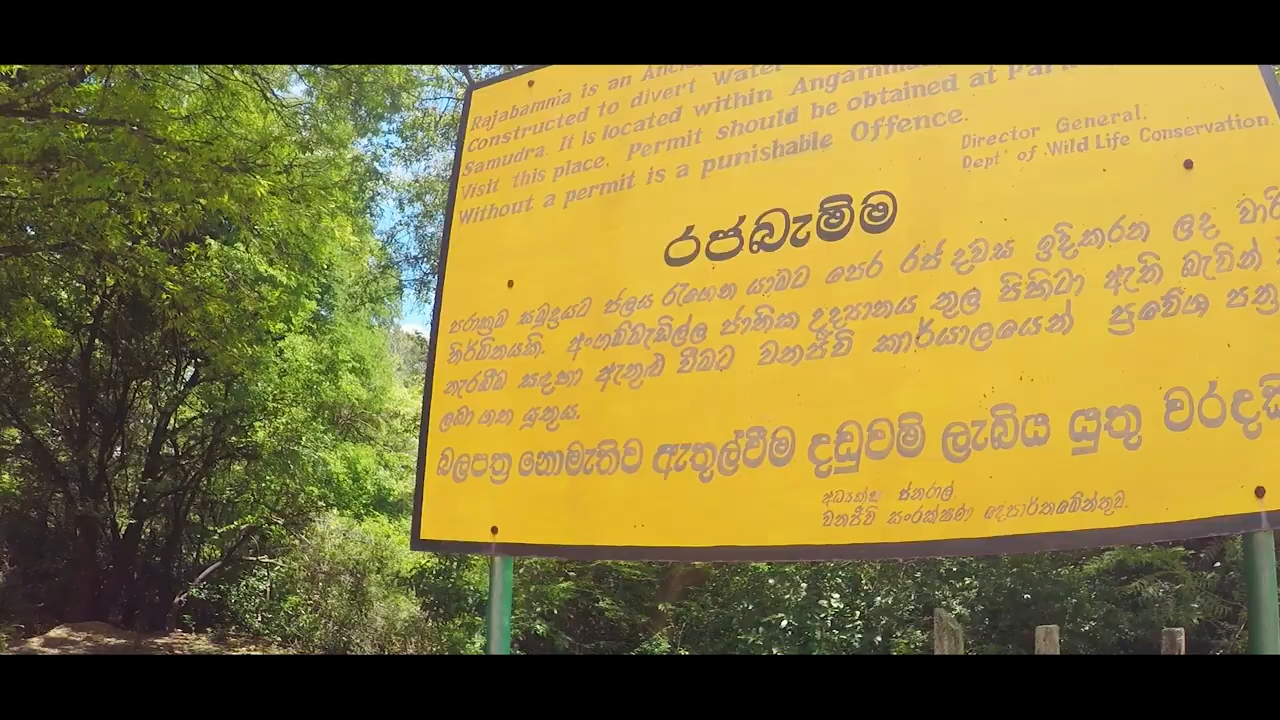 Rajabamma is an
constructed to divert Water
Samudra. It is located within
Visit this place. Permit should be obtained at
Without a permit is a punishable Offence.
Director General,
Dept' of Wild Life Conservation.
රජබැම්ම
පරාක්‍රම සමුද්‍රයට ජලය රැගෙන යාමට පෙර රජ දවස ඉදිකරන ලද
නිර්මිතයකි. අංගම්මැඩිල්ල ජාතික උද්‍යානය තුල පිහිටා ඇති බැවින්
නැරඹීම සඳහා ඇතුළු වීමට වනජීවි කාර්යාලයෙන් ප්‍රවේශ
ලබා ගත යුතුය.
බලපත්‍ර නොමැතිව ඇතුල්වීම දඬුවම් ලැබිය යුතු
අධ්‍යක්ෂ ජනරාල්,
වනජීවි සංරක්ෂණ දෙපාර්තමේන්තුව.